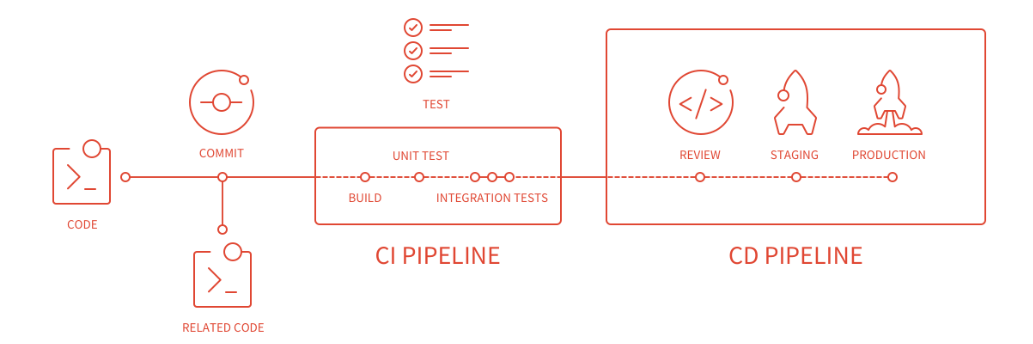 TEST
COMMIT
UNIT TEST
REVIEW
STAGING
PRODUCTION
BUILD
INTEGRATION TESTS
CODE
CI PIPELINE
CD PIPELINE
RELATED CODE